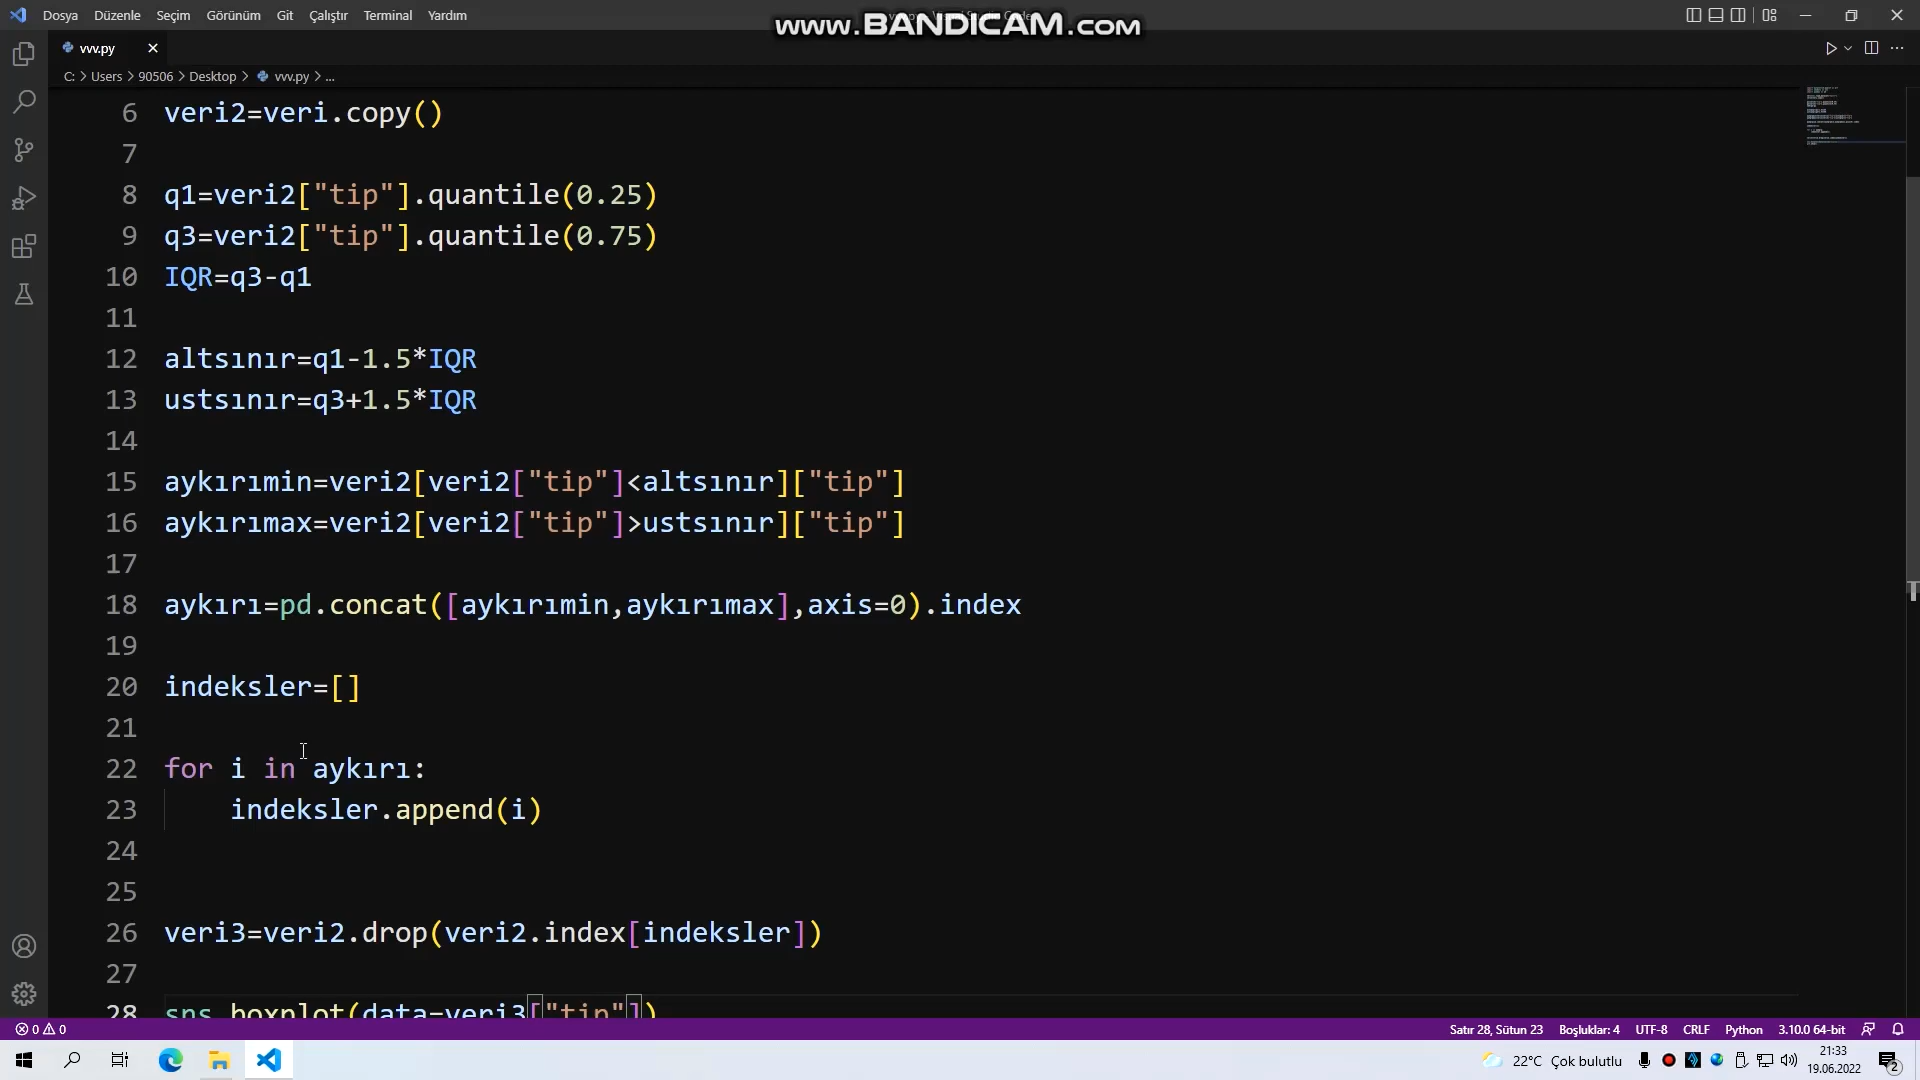 Dosya Düzenle Seçim Görünüm Git Çalıştır Terminal Yardım
www.BANDICAM.com
vvv.py
C: > Users > 90506 > Desktop > vvv.py > ...
6 veri2=veri.copy()
7
8 q1=veri2["tip"].quantile(0.25)
9 q3=veri2["tip"].quantile(0.75)
10 IQR=q3-q1
11
12 altsınır=q1-1.5*IQR
13 ustsınır=q3+1.5*IQR
14
15 aykırımin=veri2[veri2["tip"]<altsınır]["tip"]
16 aykırımax=veri2[veri2["tip"]>ustsınır]["tip"]
17
18 aykırı=pd.concat([aykırımin,aykırımax],axis=0).index
19
20 indeksler=[]
21
22 for i in aykırı:
23 indeksler.append(i)
24
25
26 veri3=veri2.drop(veri2.index[indeksler])
27
28 sns.boxplot(data=veri3["tip"])
0 0 Satır 28, Sütun 23 Boşluklar: 4 UTF-8 CRLF Python 3.10.0 64-bit
22°C Çok bulutlu 21:33
19.06.2022 2